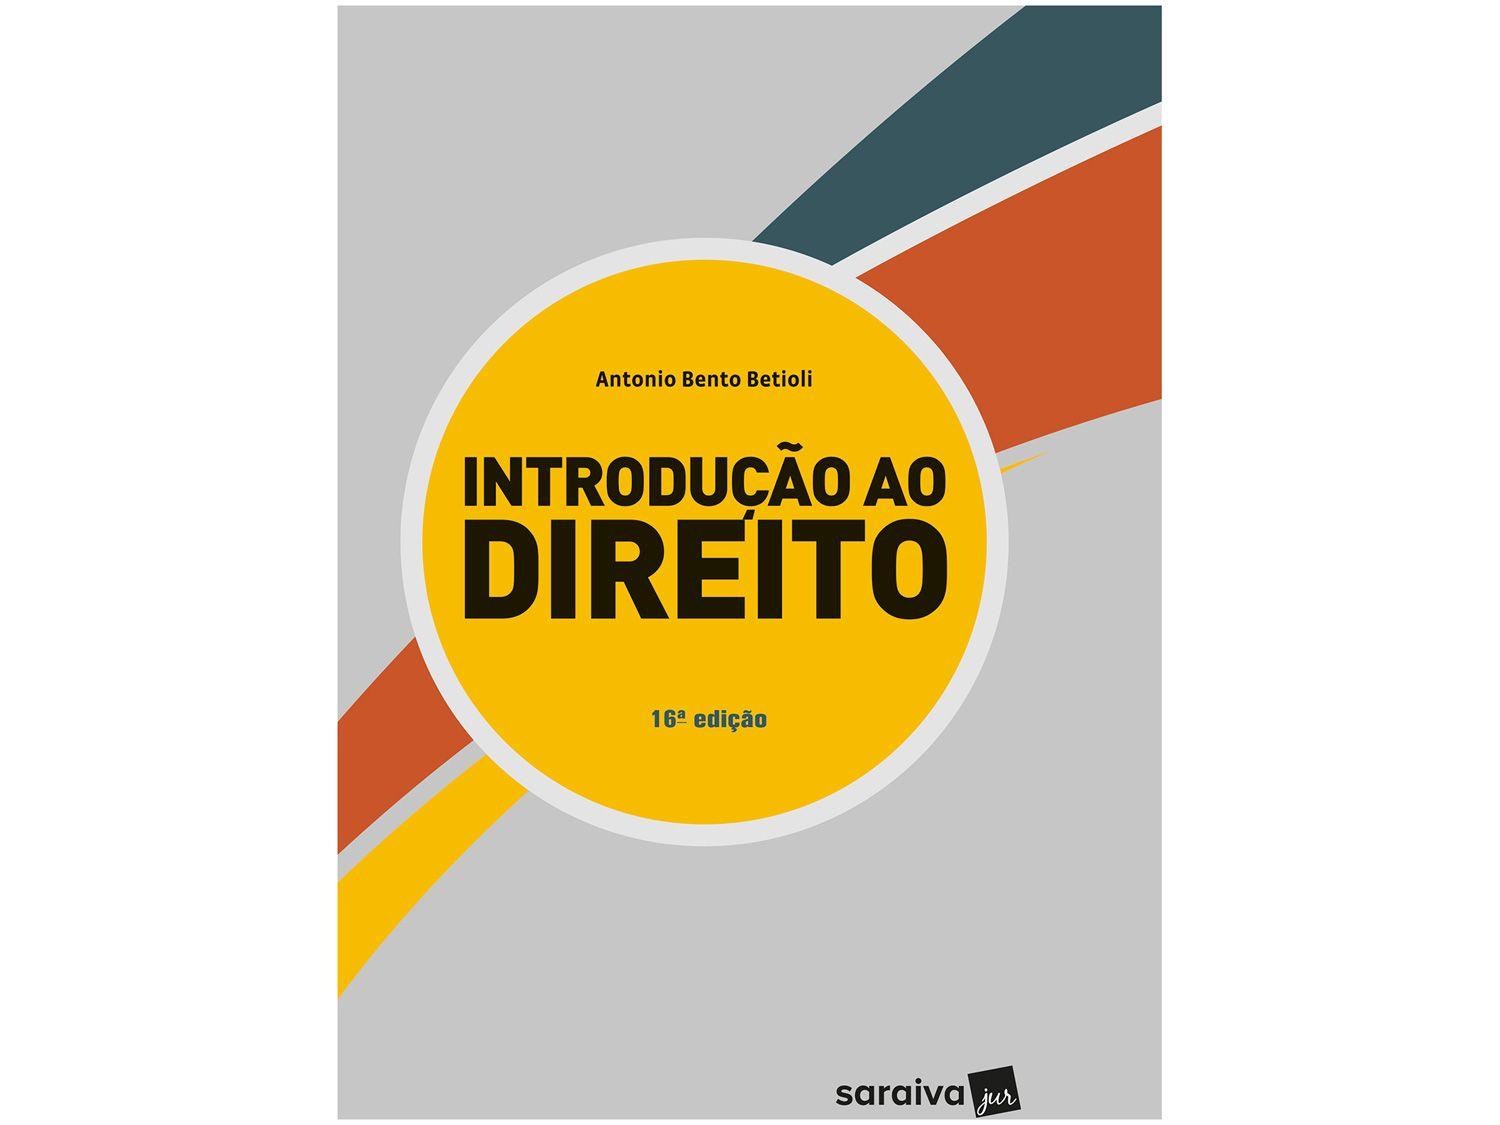 Antonio Bento Betioli
INTRODUÇÃO AO
DIREITO
16ª edição
saraiva jur